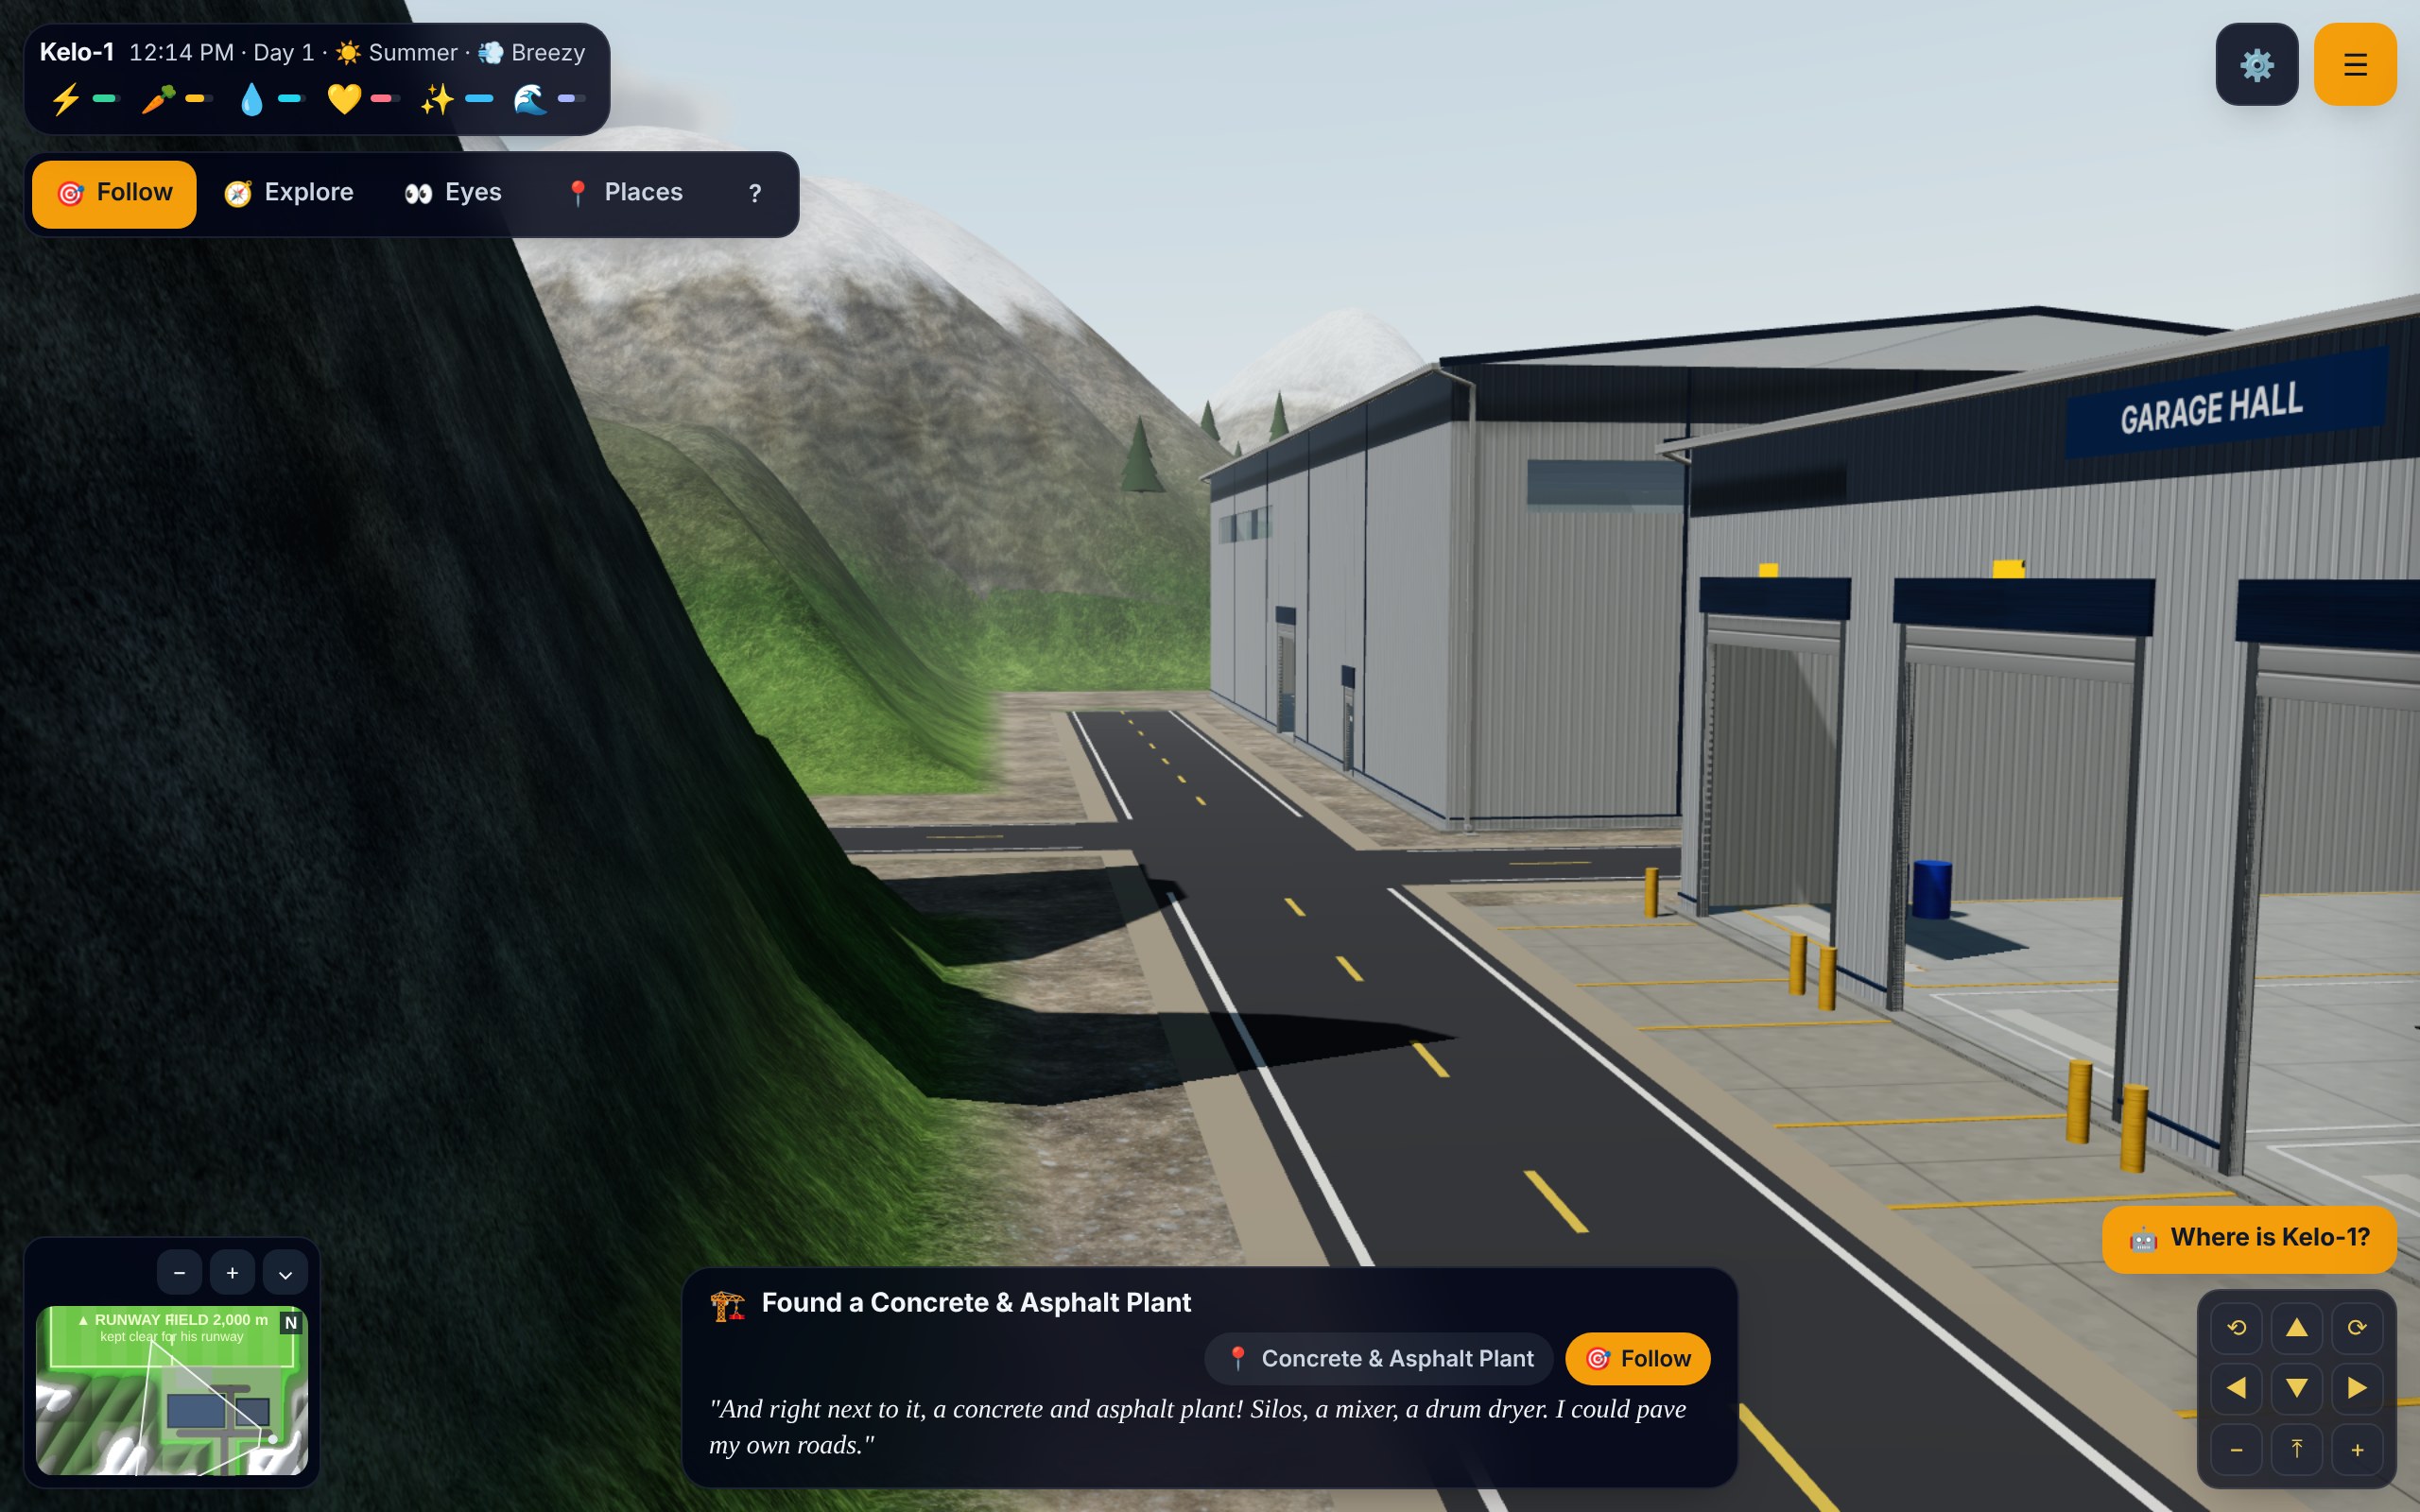 Kelo-1 12:14 PM · Day 1 · ☀️ Summer · 💨 Breezy
🎯 Follow 🧭 Explore 👀 Eyes 📍 Places ?
GARAGE HALL
🤖 Where is Kelo-1?
▲ RUNWAY FIELD 2,000 m
N
kept clear for his runway
🏗️ Found a Concrete & Asphalt Plant
📍 Concrete & Asphalt Plant 🎯 Follow
"And right next to it, a concrete and asphalt plant! Silos, a mixer, a drum dryer. I could pave
my own roads."